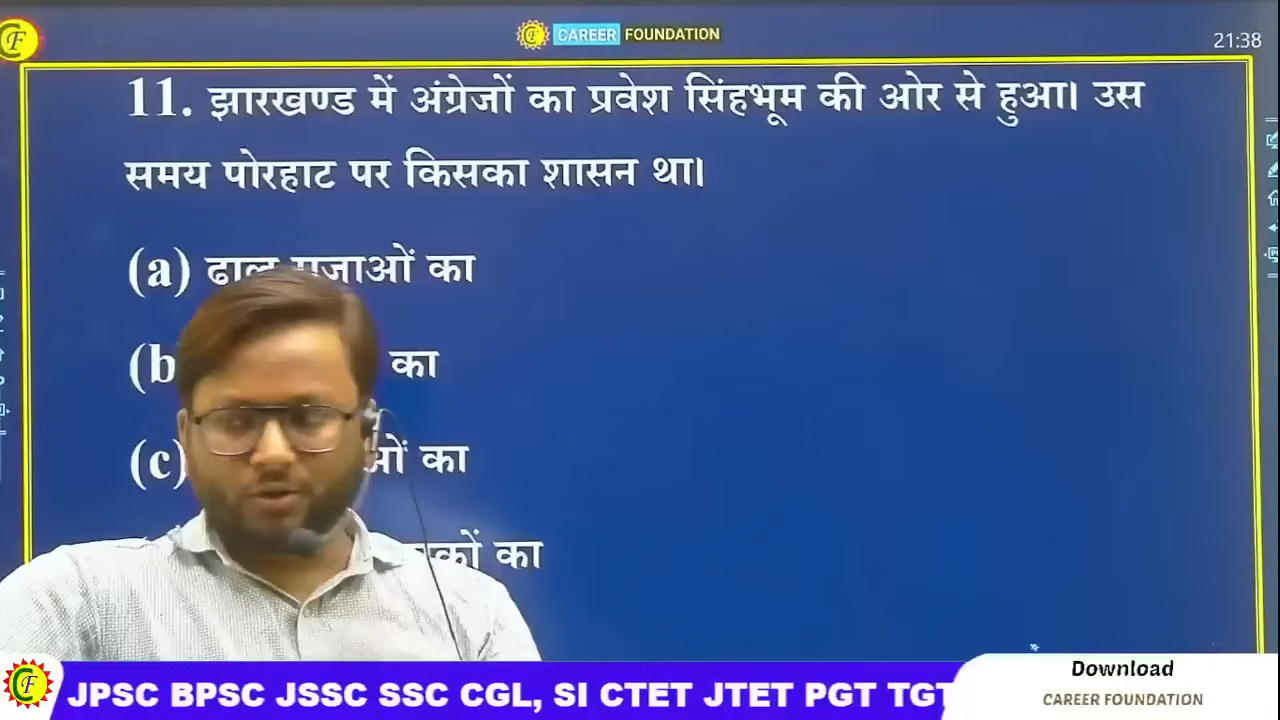 CAREER FOUNDATION
21:38
11. झारखण्ड में अंग्रेजों का प्रवेश सिंहभूम की ओर से हुआ। उस
समय पोरहाट पर किसका शासन था।
(a) ढाल राजाओं का
(b का
(c) ओं का
कों का
JPSC BPSC JSSC SSC CGL, SI CTET JTET PGT TGT
Download
CAREER FOUNDATION